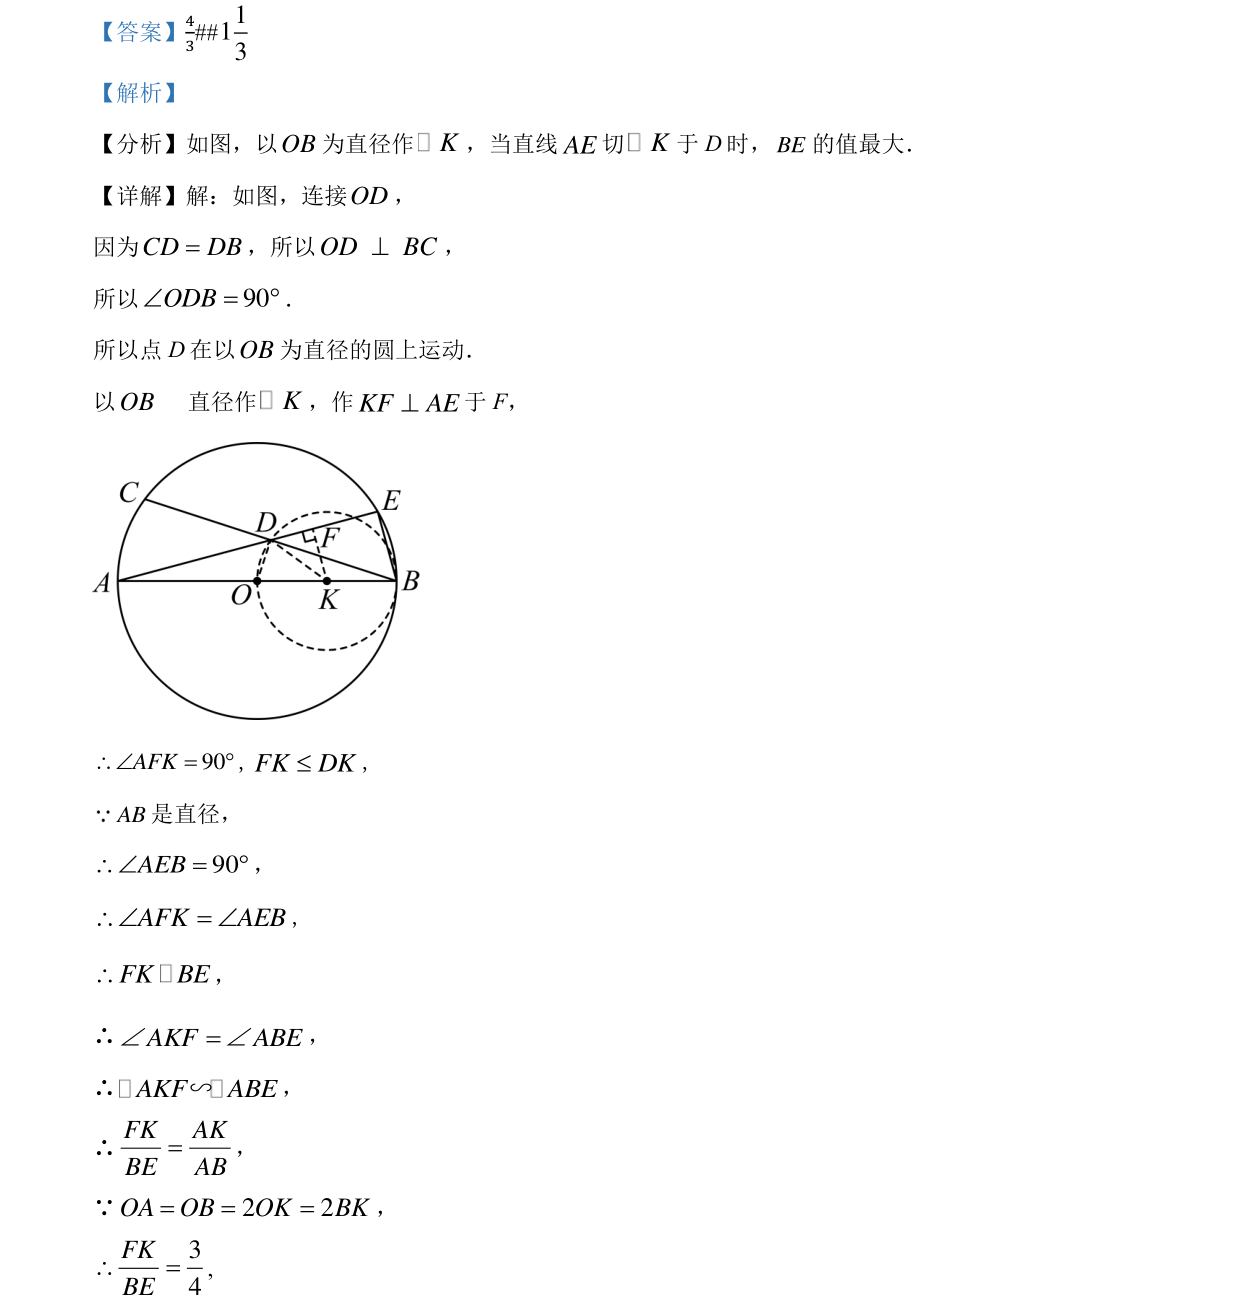 【答案】4/3##1 1/3
【解析】
【分析】如图，以OB为直径作□ K，当直线AE切□ K于D时，BE的值最大．
【详解】解：如图，连接OD，
因为CD = DB，所以OD ⊥ BC，
所以∠ODB = 90°．
所以点D在以OB为直径的圆上运动．
以OB 直径作□ K，作KF ⊥ AE于F，
C
E
D
F
A
B
O
K
∴∠AFK = 90°，FK ≤ DK，
∵AB是直径，
∴∠AEB = 90°，
∴∠AFK = ∠AEB，
∴FK□BE，
∴∠AKF = ∠ABE，
∴□AKF∽□ABE，
∴FK/BE = AK/AB，
∵OA = OB = 2OK = 2BK，
∴FK/BE = 3/4，